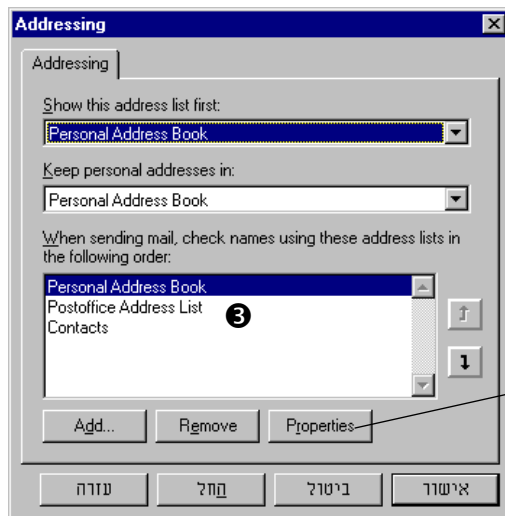 Addressing
Addressing
Show this address list first:
Personal Address Book
Keep personal addresses in:
Personal Address Book
When sending mail, check names using these address lists in
the following order:
Personal Address Book
Postoffice Address List
❸
Contacts
Add... Remove Properties
אישור ביטול החל עזרה